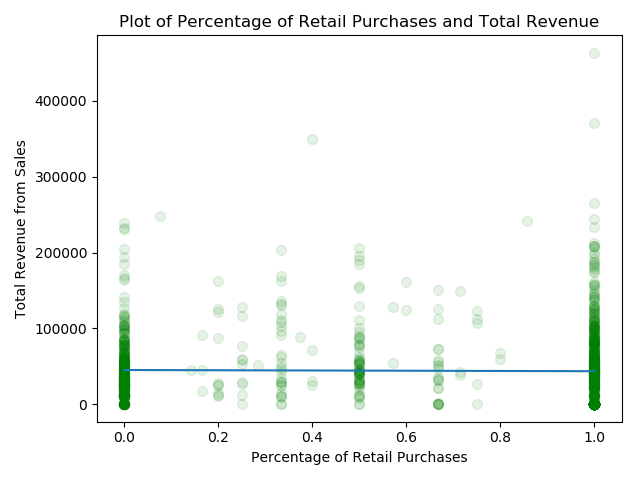 Plot of Percentage of Retail Purchases and Total Revenue
Total Revenue from Sales
400000
300000
200000
100000
0
0.0 0.2 0.4 0.6 0.8 1.0
Percentage of Retail Purchases